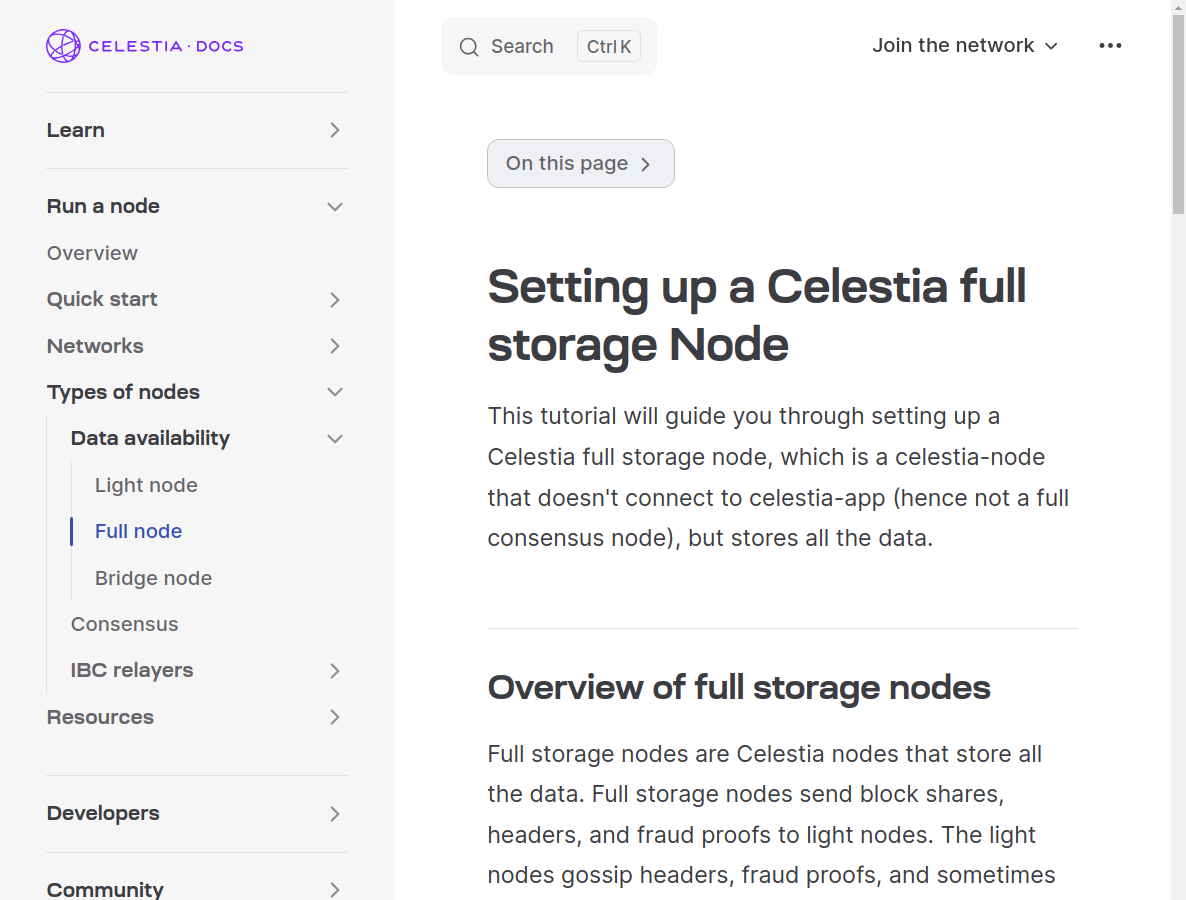 CELESTIA · DOCS
Learn
Run a node
Overview
Quick start
Networks
Types of nodes
Data availability
Light node
Full node
Bridge node
Consensus
IBC relayers
Resources
Developers
Community
Search
Ctrl K
Join the network
On this page
Setting up a Celestia full
storage Node
This tutorial will guide you through setting up a
Celestia full storage node, which is a celestia-node
that doesn't connect to celestia-app (hence not a full
consensus node), but stores all the data.
Overview of full storage nodes
Full storage nodes are Celestia nodes that store all
the data. Full storage nodes send block shares,
headers, and fraud proofs to light nodes. The light
nodes gossip headers, fraud proofs, and sometimes